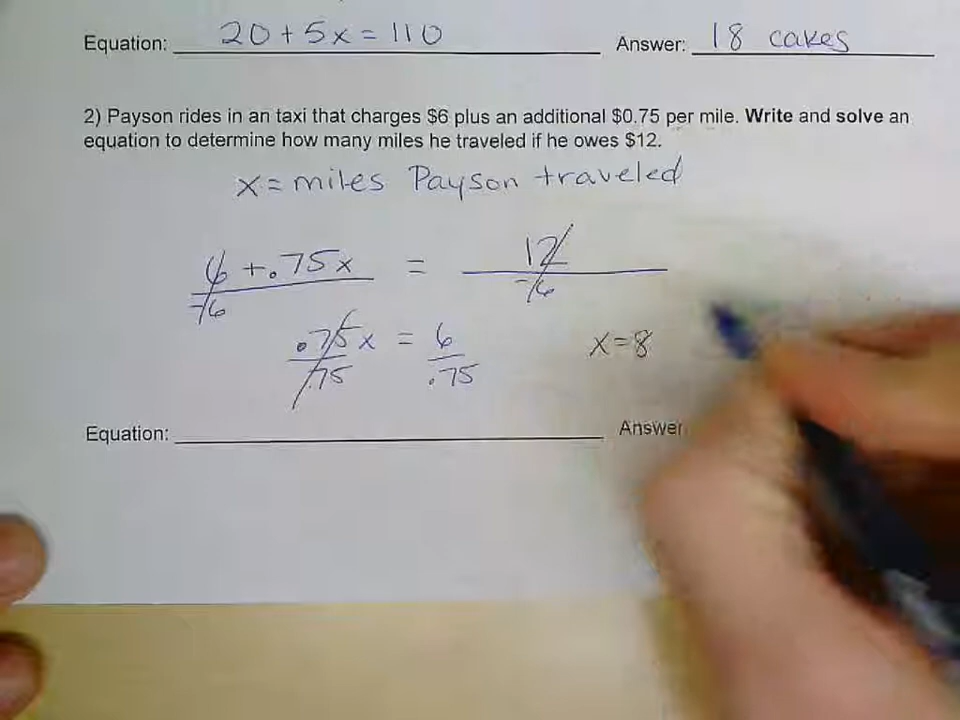 Equation: 20 + 5x = 110 Answer: 18 cakes
2) Payson rides in an taxi that charges $6 plus an additional $0.75 per mile. Write and solve an
equation to determine how many miles he traveled if he owes $12.
x = miles Payson traveled
6 + .75x = 12
-6 -6
.75x = 6 x = 8
.75 .75
Equation: Answer